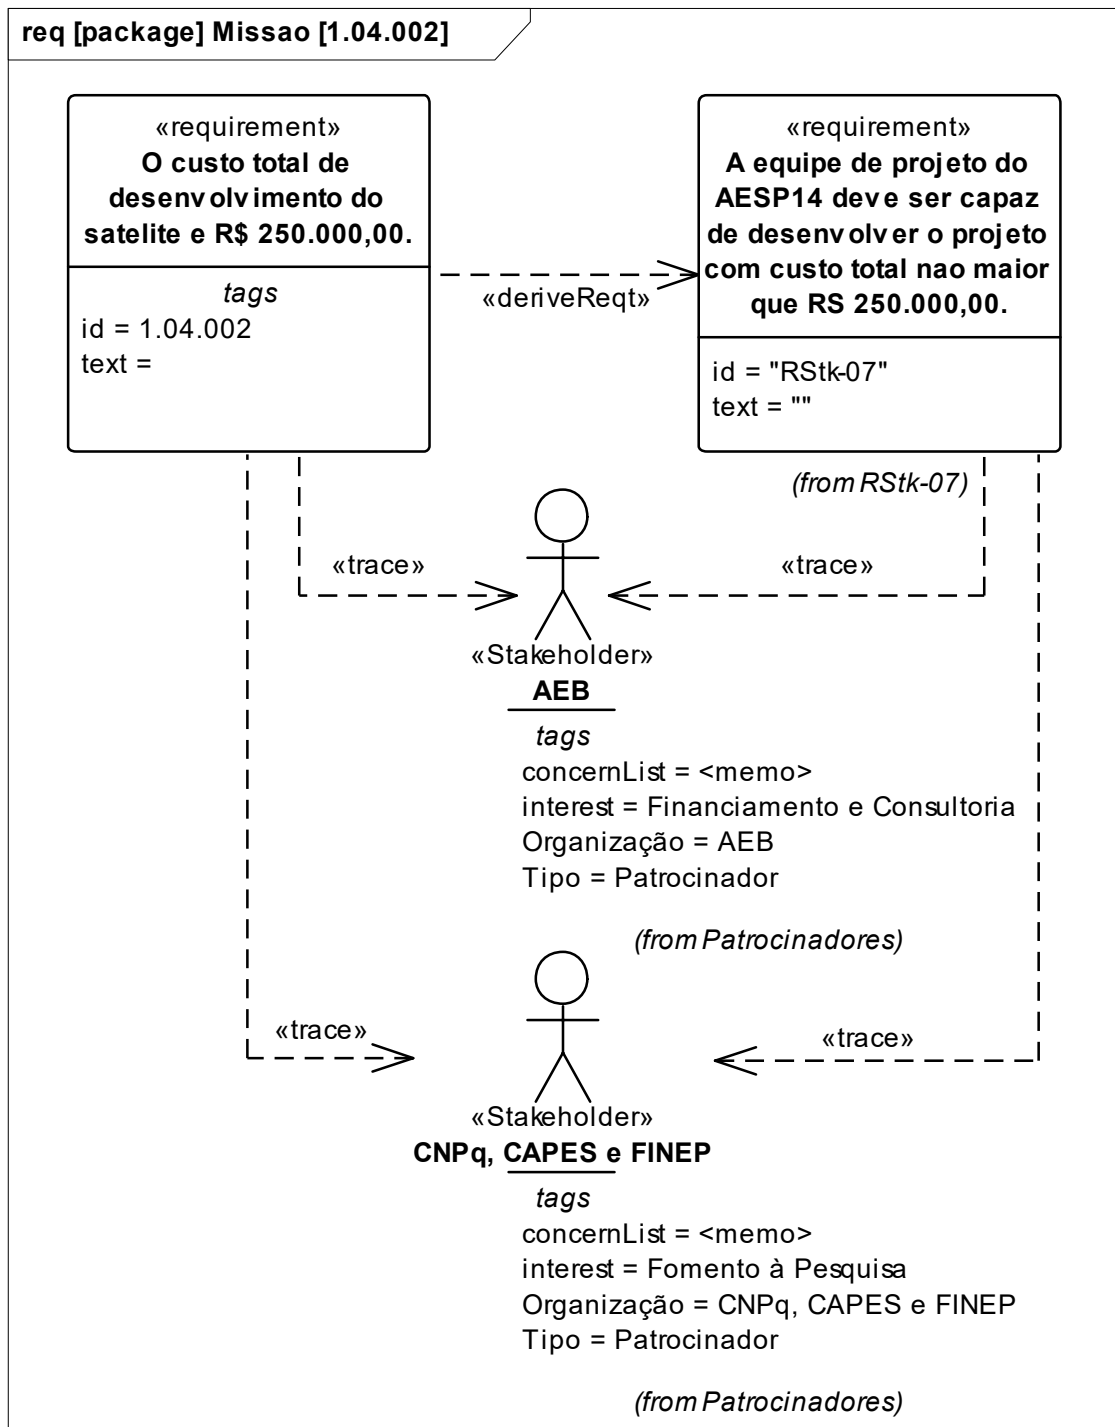 req [package] Missao [1.04.002]
«requirement»
O custo total de
desenvolvimento do
satelite e R$ 250.000,00.
tags
id = 1.04.002
text =
«deriveReqt»
«requirement»
A equipe de projeto do
AESP14 deve ser capaz
de desenvolver o projeto
com custo total nao maior
que RS 250.000,00.
id = "RStk-07"
text = ""
(from RStk-07)
«trace»
«trace»
«Stakeholder»
AEB
tags
concernList = <memo>
interest = Financiamento e Consultoria
Organização = AEB
Tipo = Patrocinador
(from Patrocinadores)
«trace»
«trace»
«Stakeholder»
CNPq, CAPES e FINEP
tags
concernList = <memo>
interest = Fomento à Pesquisa
Organização = CNPq, CAPES e FINEP
Tipo = Patrocinador
(from Patrocinadores)